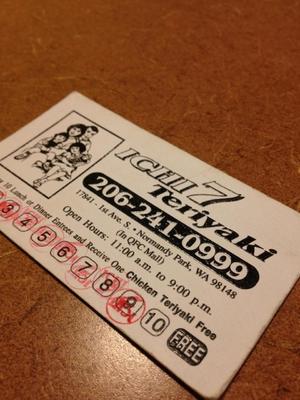 ICHI 7
Teriyaki
206-241-0999
17841 - 1st Ave. S. • Normandy Park, WA 98148
(In QFC Mall)
Open Hours: 11:00 a.m. to 9:00 p.m.
10 Lunch or Dinner Entrees and Receive One Chicken Teriyaki Free
3 4 5 6 7 8 9 10 FREE